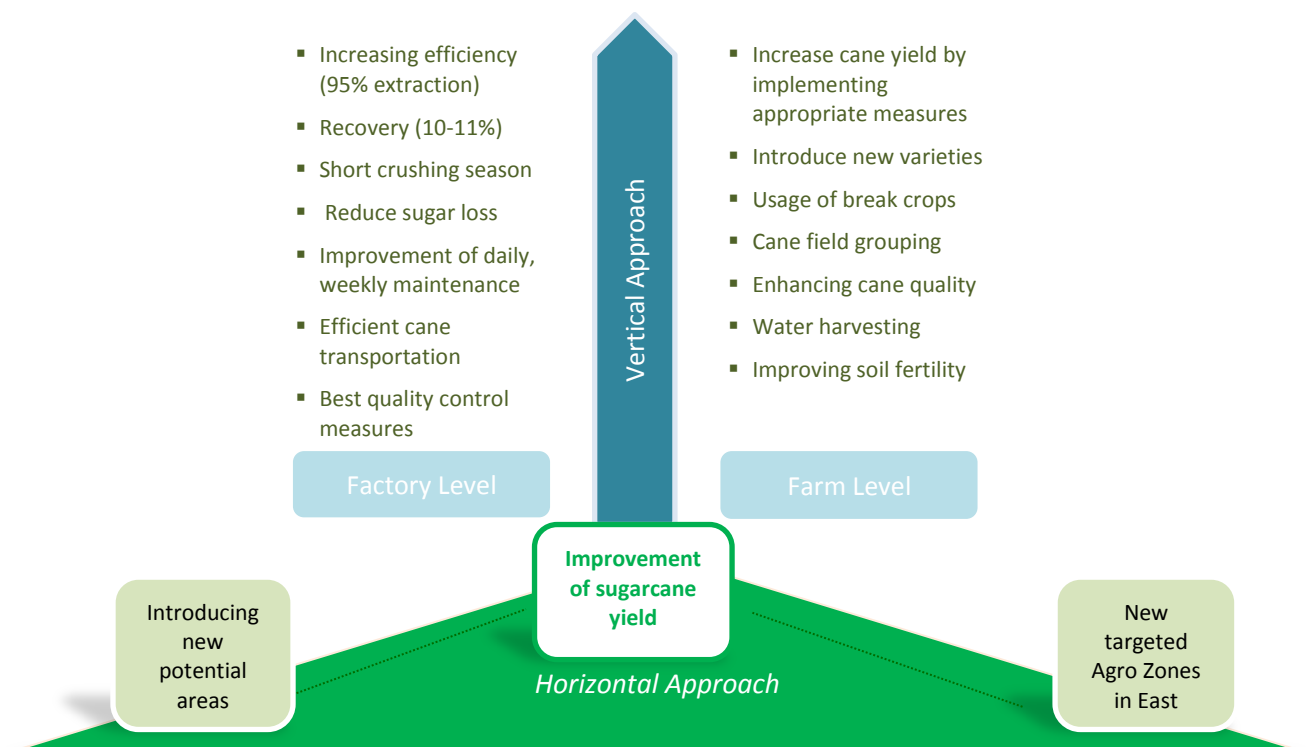 ▪ Increasing efficiency
(95% extraction)
▪ Recovery (10-11%)
▪ Short crushing season
▪ Reduce sugar loss
▪ Improvement of daily,
weekly maintenance
▪ Efficient cane
transportation
▪ Best quality control
measures
Factory Level
Vertical Approach
▪ Increase cane yield by
implementing
appropriate measures
▪ Introduce new varieties
▪ Usage of break crops
▪ Cane field grouping
▪ Enhancing cane quality
▪ Water harvesting
▪ Improving soil fertility
Farm Level
Improvement
of sugarcane
yield
Introducing
new
potential
areas
Horizontal Approach
New
targeted
Agro Zones
in East